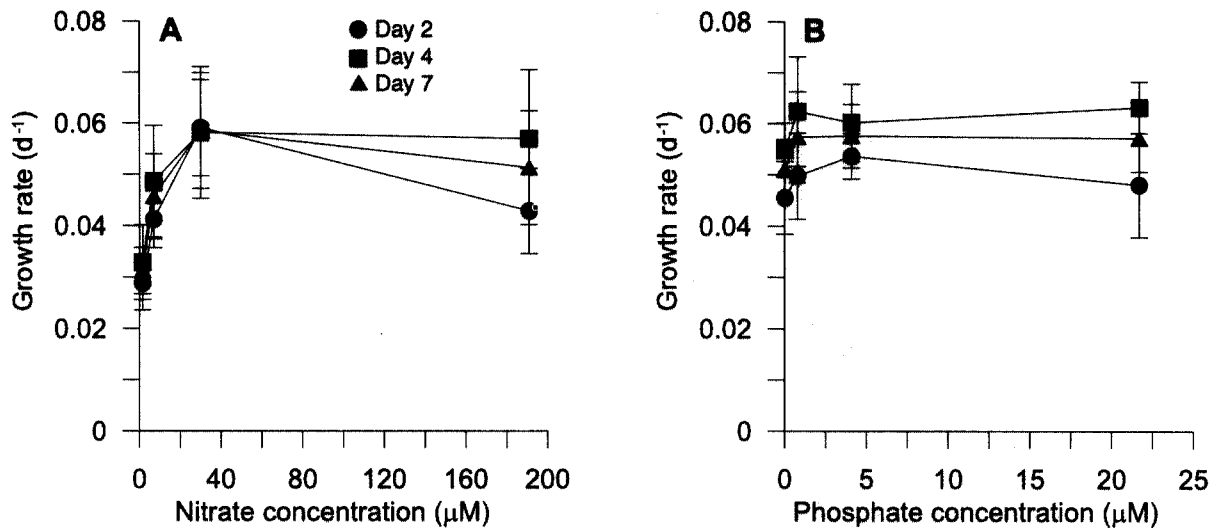 A
Day 2
Day 4
Day 7
Growth rate (d⁻¹)
0.08
0.06
0.04
0.02
0
0 40 80 120 160 200
Nitrate concentration (μM)
B
Growth rate (d⁻¹)
0.08
0.06
0.04
0.02
0
0 5 10 15 20 25
Phosphate concentration (μM)